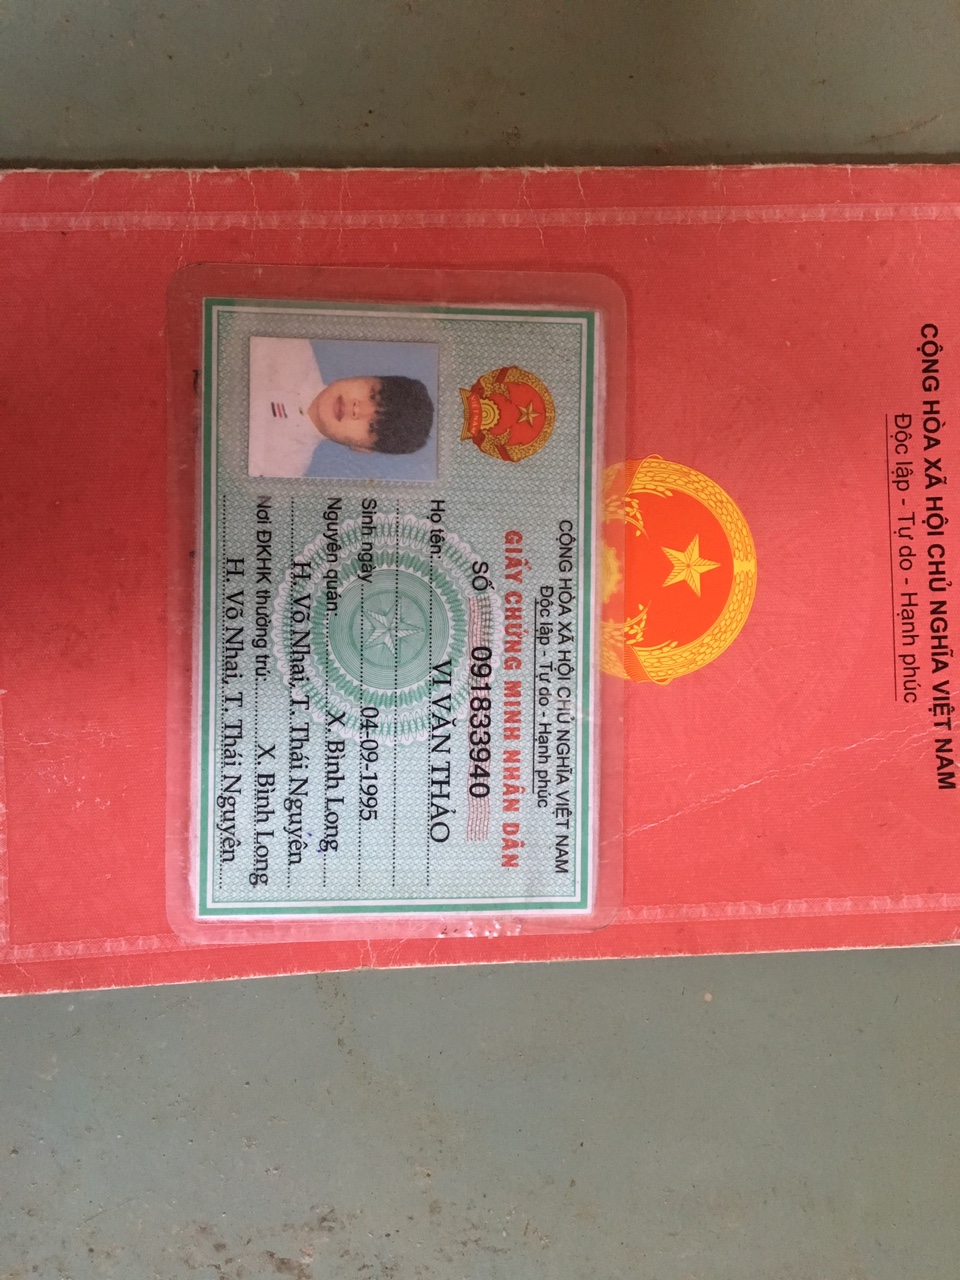 CỘNG HÒA XÃ HỘI CHỦ NGHĨA VIỆT NAM
Độc lập - Tự do - Hạnh phúc
CỘNG HÒA XÃ HỘI CHỦ NGHĨA VIỆT NAM
Độc lập - Tự do - Hạnh phúc
GIẤY CHỨNG MINH NHÂN DÂN
SỐ 091833940
Họ tên: VI VĂN THẢO
Sinh ngày 04-09-1995
Nguyên quán: X. Bình Long
H. Võ Nhai, T. Thái Nguyên
Nơi ĐKHK thường trú: X. Bình Long
H. Võ Nhai, T. Thái Nguyên